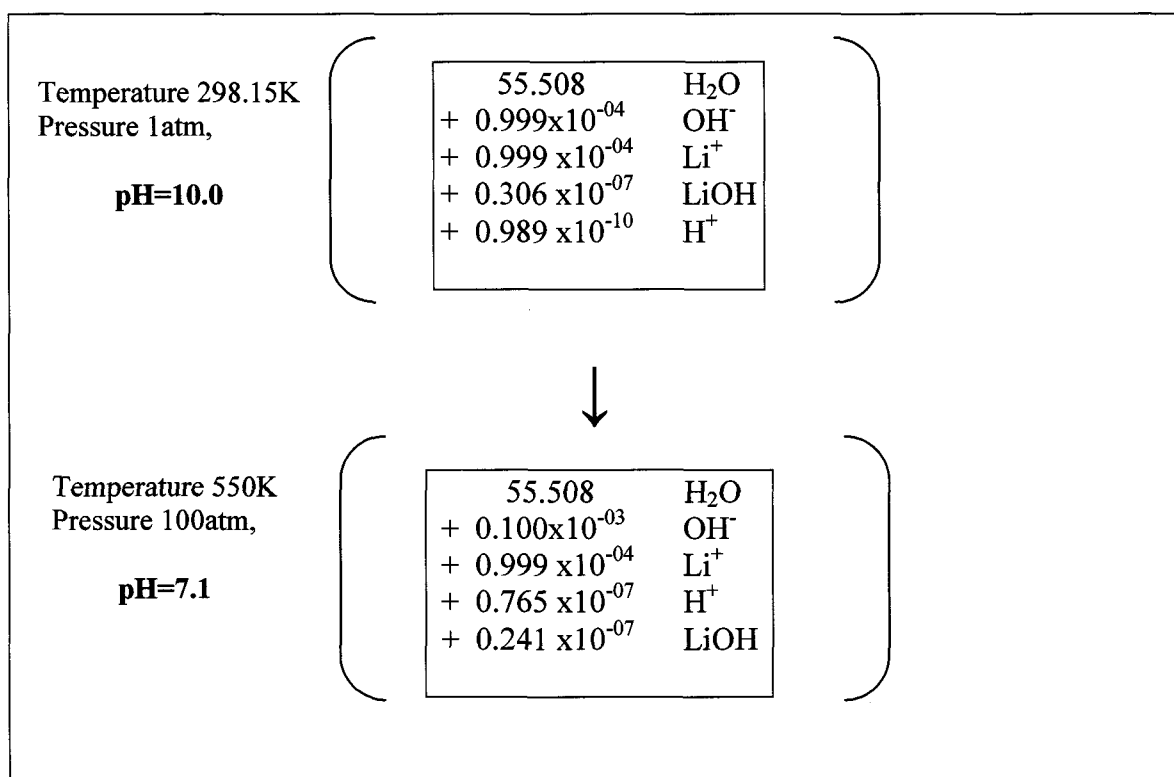 Temperature 298.15K
Pressure 1atm,
pH=10.0
55.508 H₂O
+ 0.999x10⁻⁰⁴ OH⁻
+ 0.999 x10⁻⁰⁴ Li⁺
+ 0.306 x10⁻⁰⁷ LiOH
+ 0.989 x10⁻¹⁰ H⁺
↓
Temperature 550K
Pressure 100atm,
pH=7.1
55.508 H₂O
+ 0.100x10⁻⁰³ OH⁻
+ 0.999 x10⁻⁰⁴ Li⁺
+ 0.765 x10⁻⁰⁷ H⁺
+ 0.241 x10⁻⁰⁷ LiOH